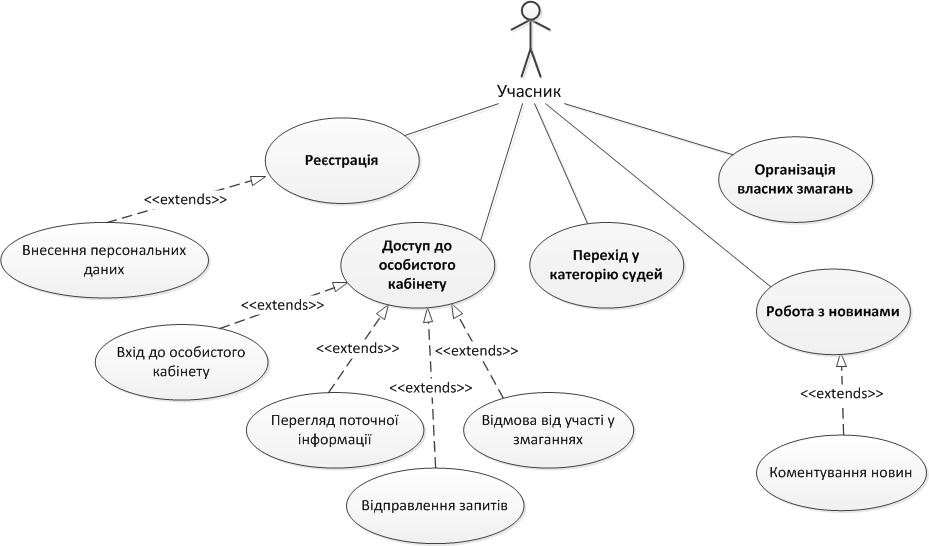 Учасник
Реєстрація
Організація
власних змагань
<<extends>>
Внесення персональних
даних
Доступ до
особистого
кабінету
Перехід у
категорію судей
Робота з новинами
<<extends>>
Вхід до особистого
кабінету
<<extends>>
<<extends>>
<<extends>>
<<extends>>
Перегляд поточної
інформації
Відмова від участі у
змаганнях
Коментування новин
Відправлення запитів